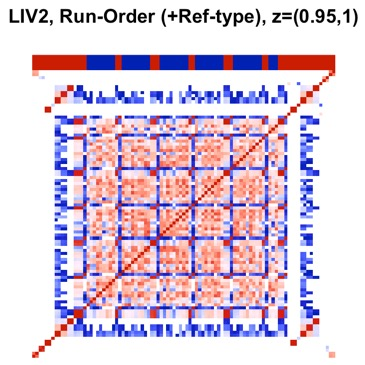 LIV2, Run-Order (+Ref-type), z=(0.95,1)